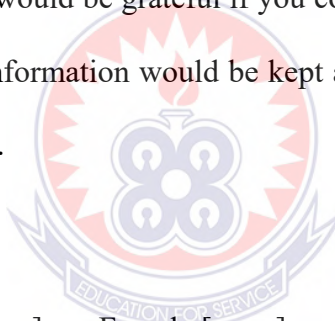 would be grateful if you co
nformation would be kept a
.
EDUCATION FOR SERVICE
]